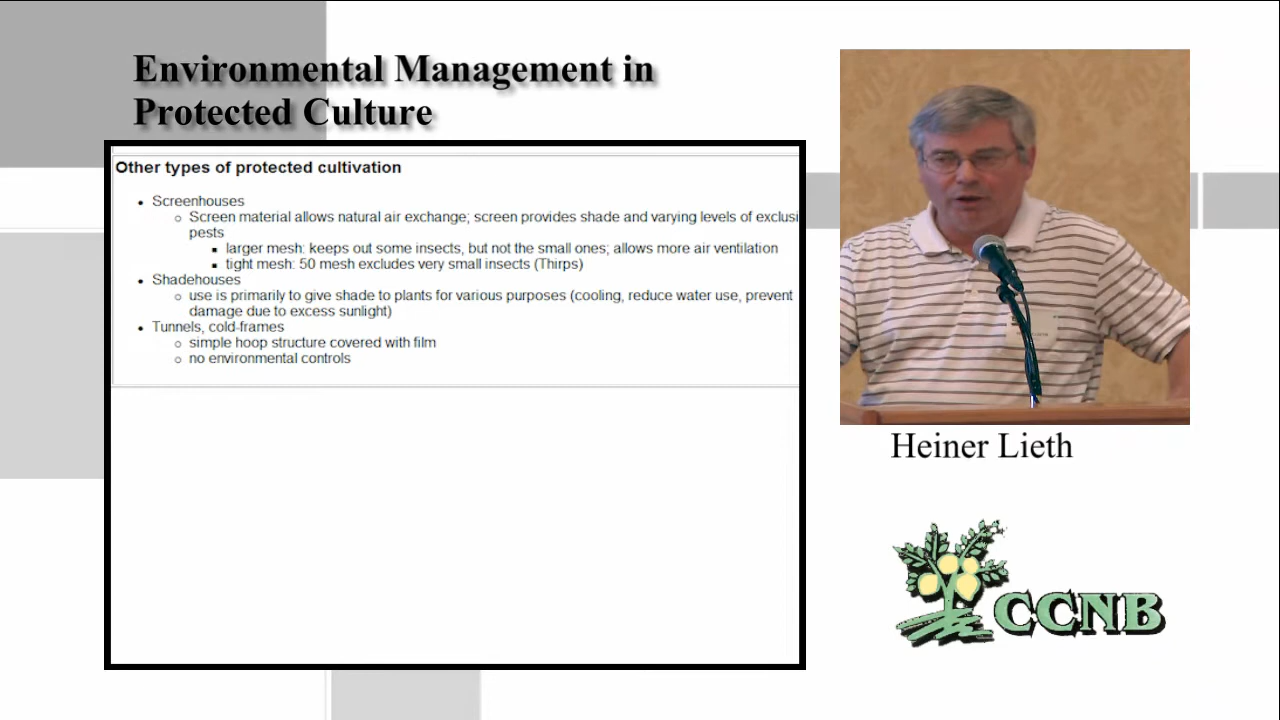 Environmental Management in
Protected Culture
Other types of protected cultivation
Screenhouses
Screen material allows natural air exchange; screen provides shade and varying levels of exclusi
pests
larger mesh: keeps out some insects, but not the small ones; allows more air ventilation
tight mesh: 50 mesh excludes very small insects (Thirps)
Shadehouses
use is primarily to give shade to plants for various purposes (cooling, reduce water use, prevent
damage due to excess sunlight)
Tunnels, cold-frames
simple hoop structure covered with film
no environmental controls
Heiner Lieth
CCNB